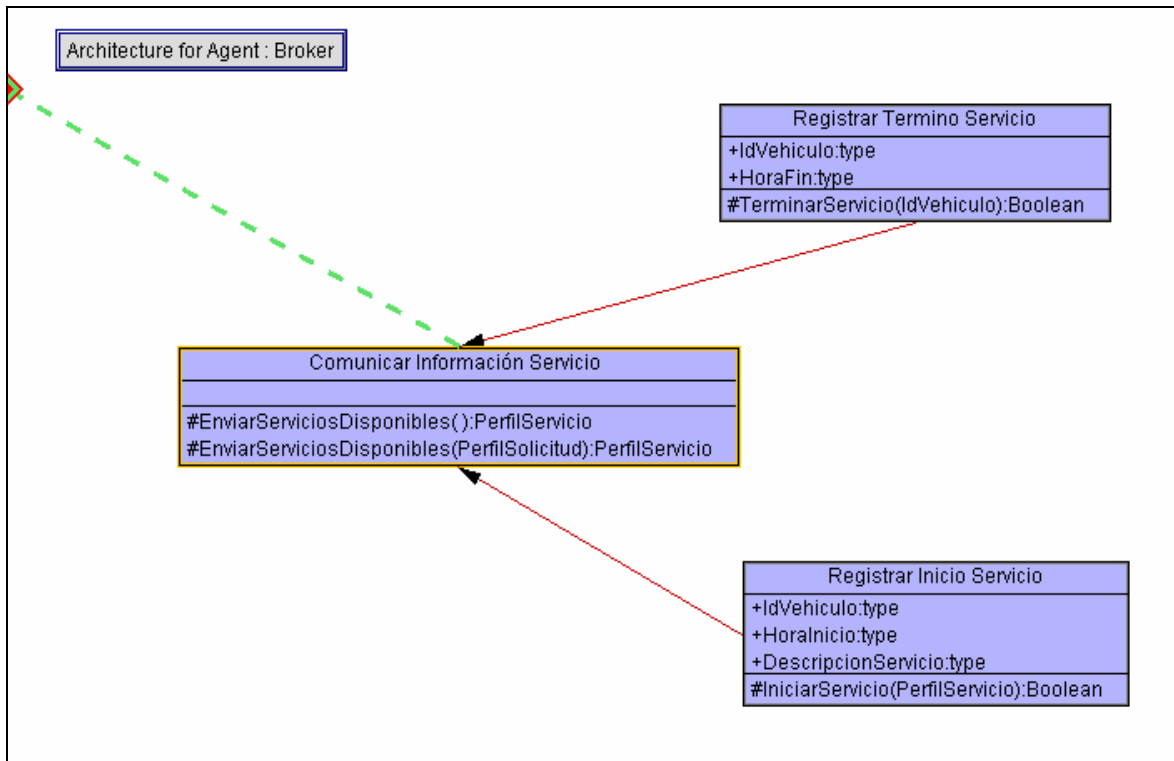 Architecture for Agent : Broker
Registrar Termino Servicio
+IdVehiculo:type
+HoraFin:type
#TerminarServicio(IdVehiculo):Boolean
Comunicar Información Servicio
#EnviarServiciosDisponibles():PerfilServicio
#EnviarServiciosDisponibles(PerfilSolicitud):PerfilServicio
Registrar Inicio Servicio
+IdVehiculo:type
+HoraInicio:type
+DescripcionServicio:type
#IniciarServicio(PerfilServicio):Boolean